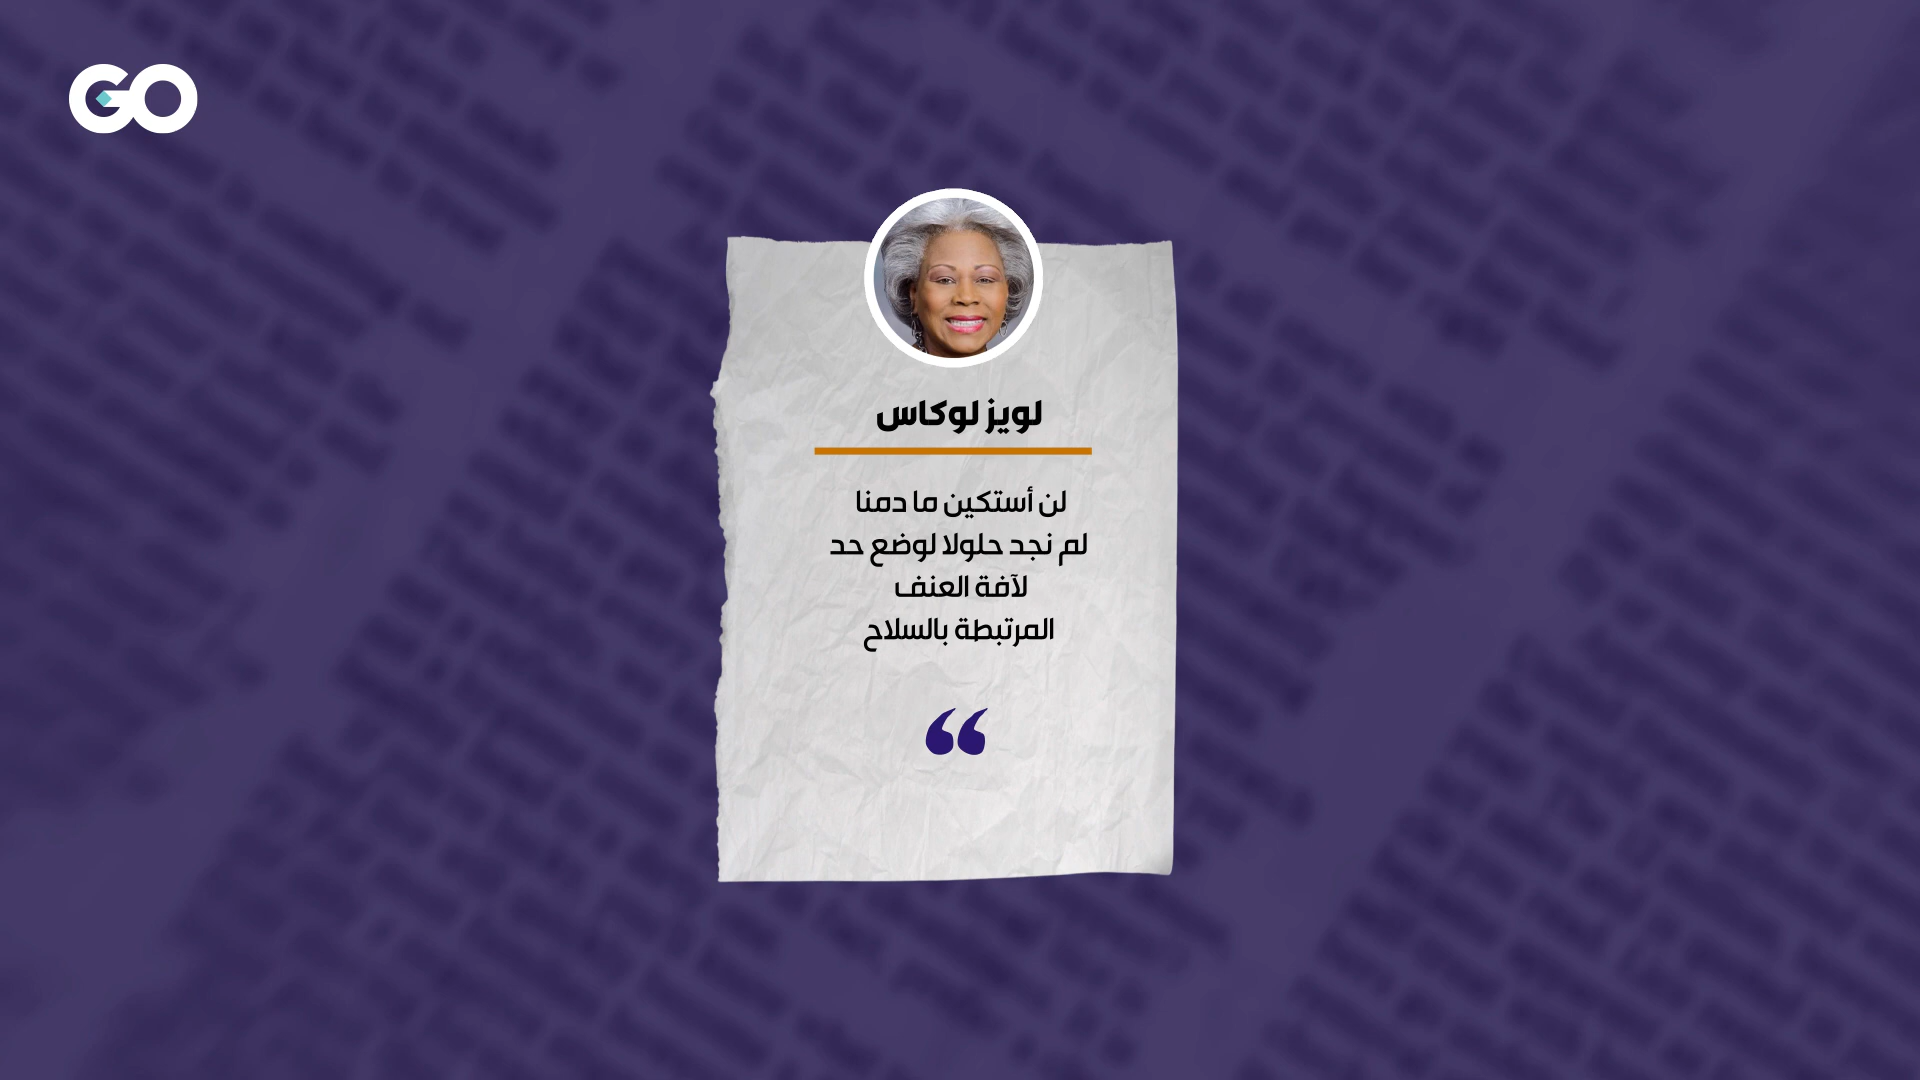 GO
لويز لوكاس
لن أستكين ما دمنا
لم نجد حلولا لوضع حد
لآفة العنف
المرتبطة بالسلاح
“